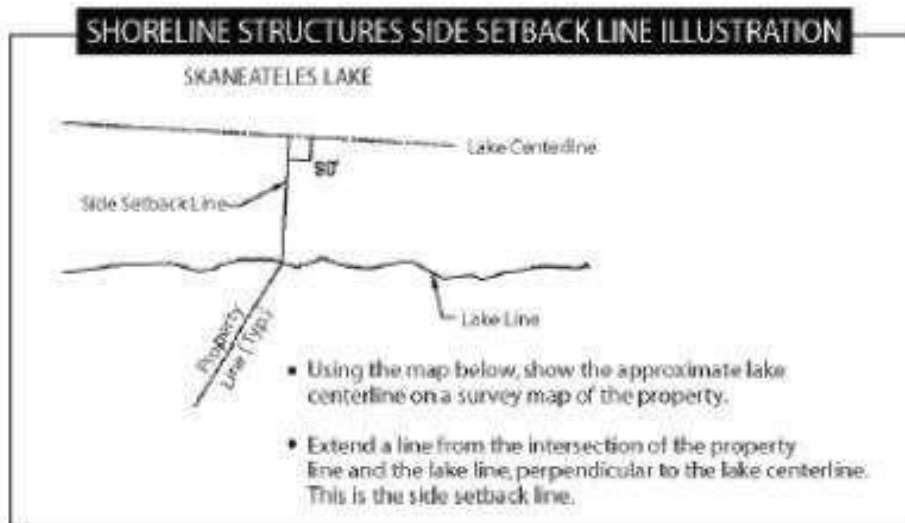 SHORELINE STRUCTURES SIDE SETBACK LINE ILLUSTRATION
SKANEATELES LAKE
Lake Centerline
90°
Side Setback Line
Lake Line
Property
Line (Typ.)
• Using the map below, show the approximate lake
centerline on a survey map of the property.
• Extend a line from the intersection of the property
line and the lake line, perpendicular to the lake centerline.
This is the side setback line.